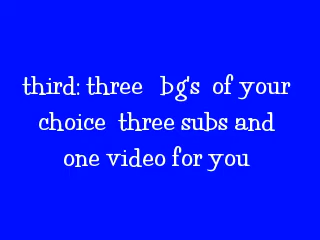 third: three bg's of your
choice three subs and
one video for you